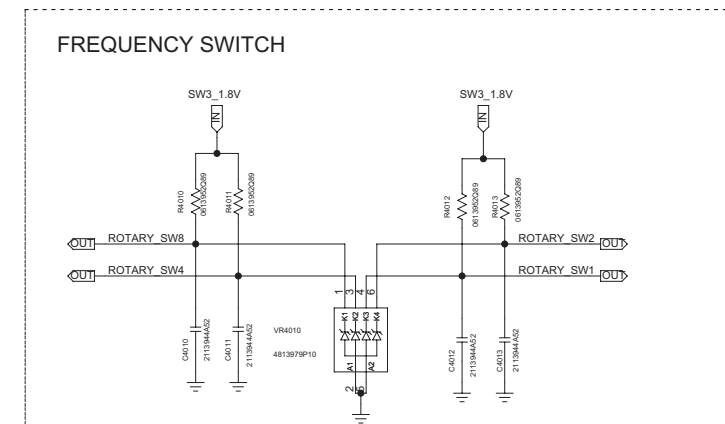 FREQUENCY SWITCH
SW3_1.8V
SW3_1.8V
IN
IN
R4010
0613952Q89
R4011
0613952Q89
R4012
0613952Q89
R4013
0613952Q89
OUT ROTARY_SW8
ROTARY_SW2 OUT
OUT ROTARY_SW4
ROTARY_SW1 OUT
1 3 4 6
K1 K2 K3 K4
VR4010
4813979P10
A1 A2
2 5
C4010
2113944A52
C4011
2113944A52
C4012
2113944A52
C4013
2113944A52